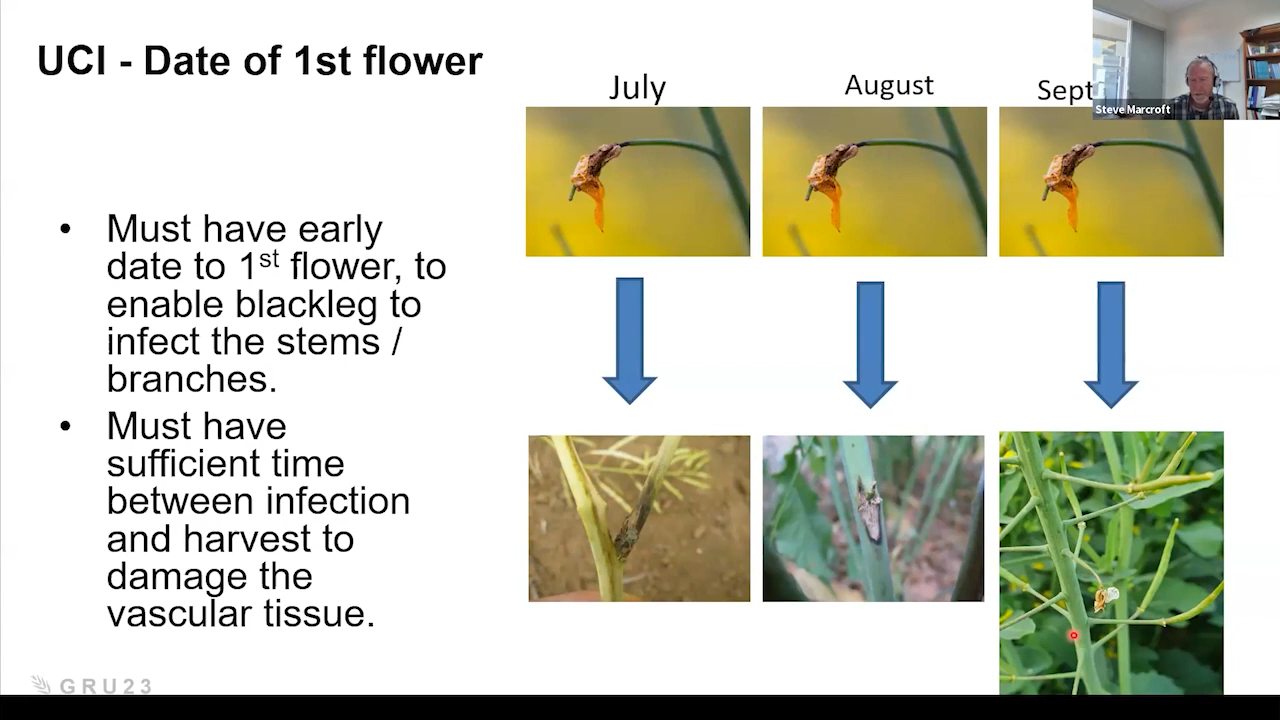 UCI - Date of 1st flower
July
August
Sept
Steve Marcroft
• Must have early
date to 1st flower, to
enable blackleg to
infect the stems /
branches.
• Must have
sufficient time
between infection
and harvest to
damage the
vascular tissue.
GRU23